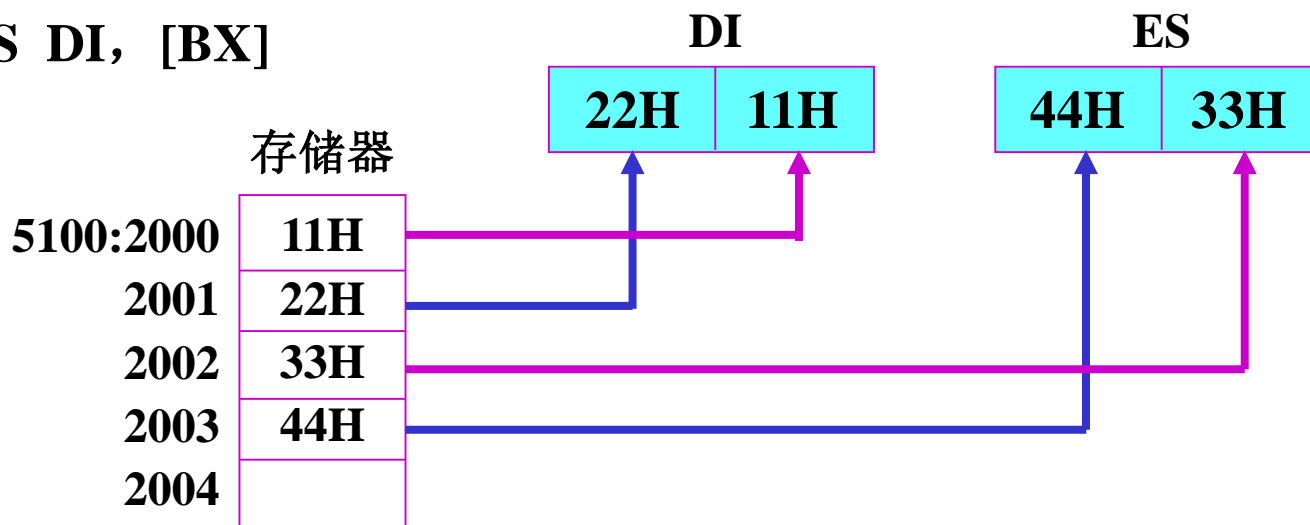 S DI，[BX]
DI
ES
22H 11H
44H 33H
存储器
5100:2000 11H
2001 22H
2002 33H
2003 44H
2004